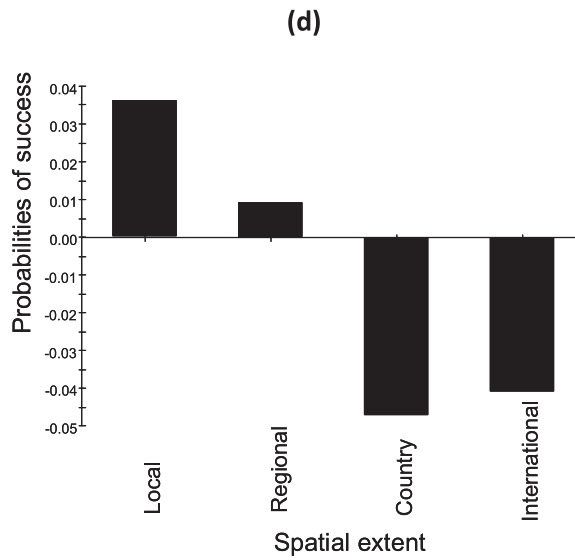 (d)
Probabilities of success
0.04
0.03
0.02
0.01
0.00
-0.01
-0.02
-0.03
-0.04
-0.05
Local
Regional
Country
International
Spatial extent